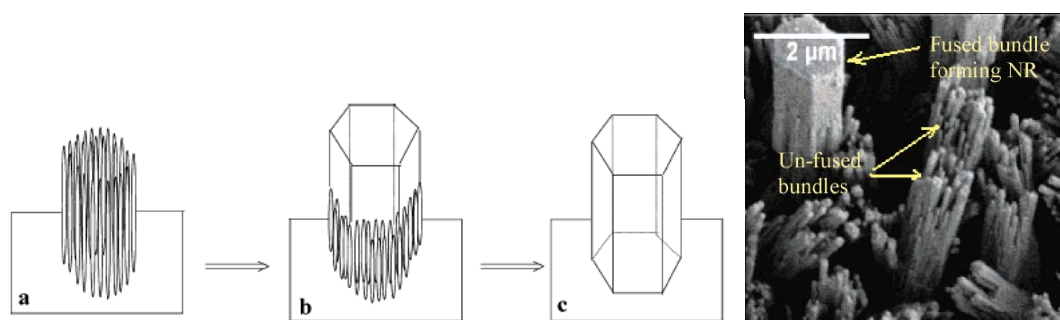 a
b
c
2 μm
Fused bundle
forming NR
Un-fused
bundles